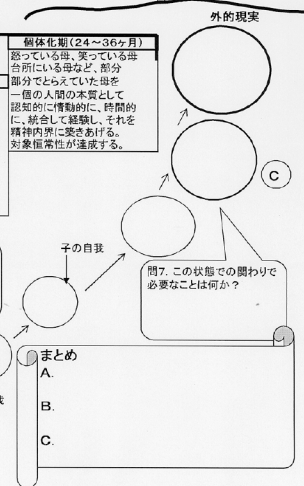 外的現実
個体化期(24～36ヶ月)
怒っている母、笑っている母
台所にいる母など、部分
部分でとらえていた母を
一個の人間の本質として
認知的に情動的に、時間的
に、統合して経験し、それを
精神内界に築きあげる。
対象恒常性が達成する。
C
子の自我
問7. この状態での関わりで
必要なことは何か?
まとめ
A.
B.
C.